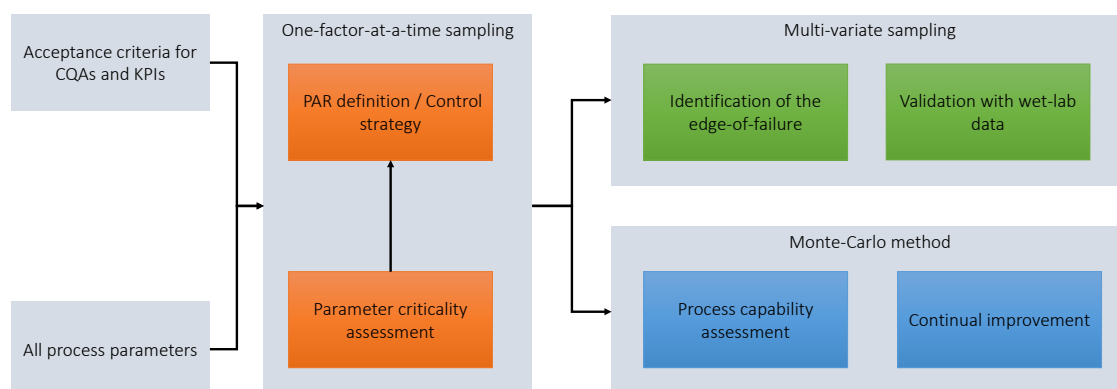 Acceptance criteria for
CQAs and KPIs
All process parameters
One-factor-at-a-time sampling
PAR definition / Control
strategy
Parameter criticality
assessment
Multi-variate sampling
Identification of the
edge-of-failure
Validation with wet-lab
data
Monte-Carlo method
Process capability
assessment
Continual improvement